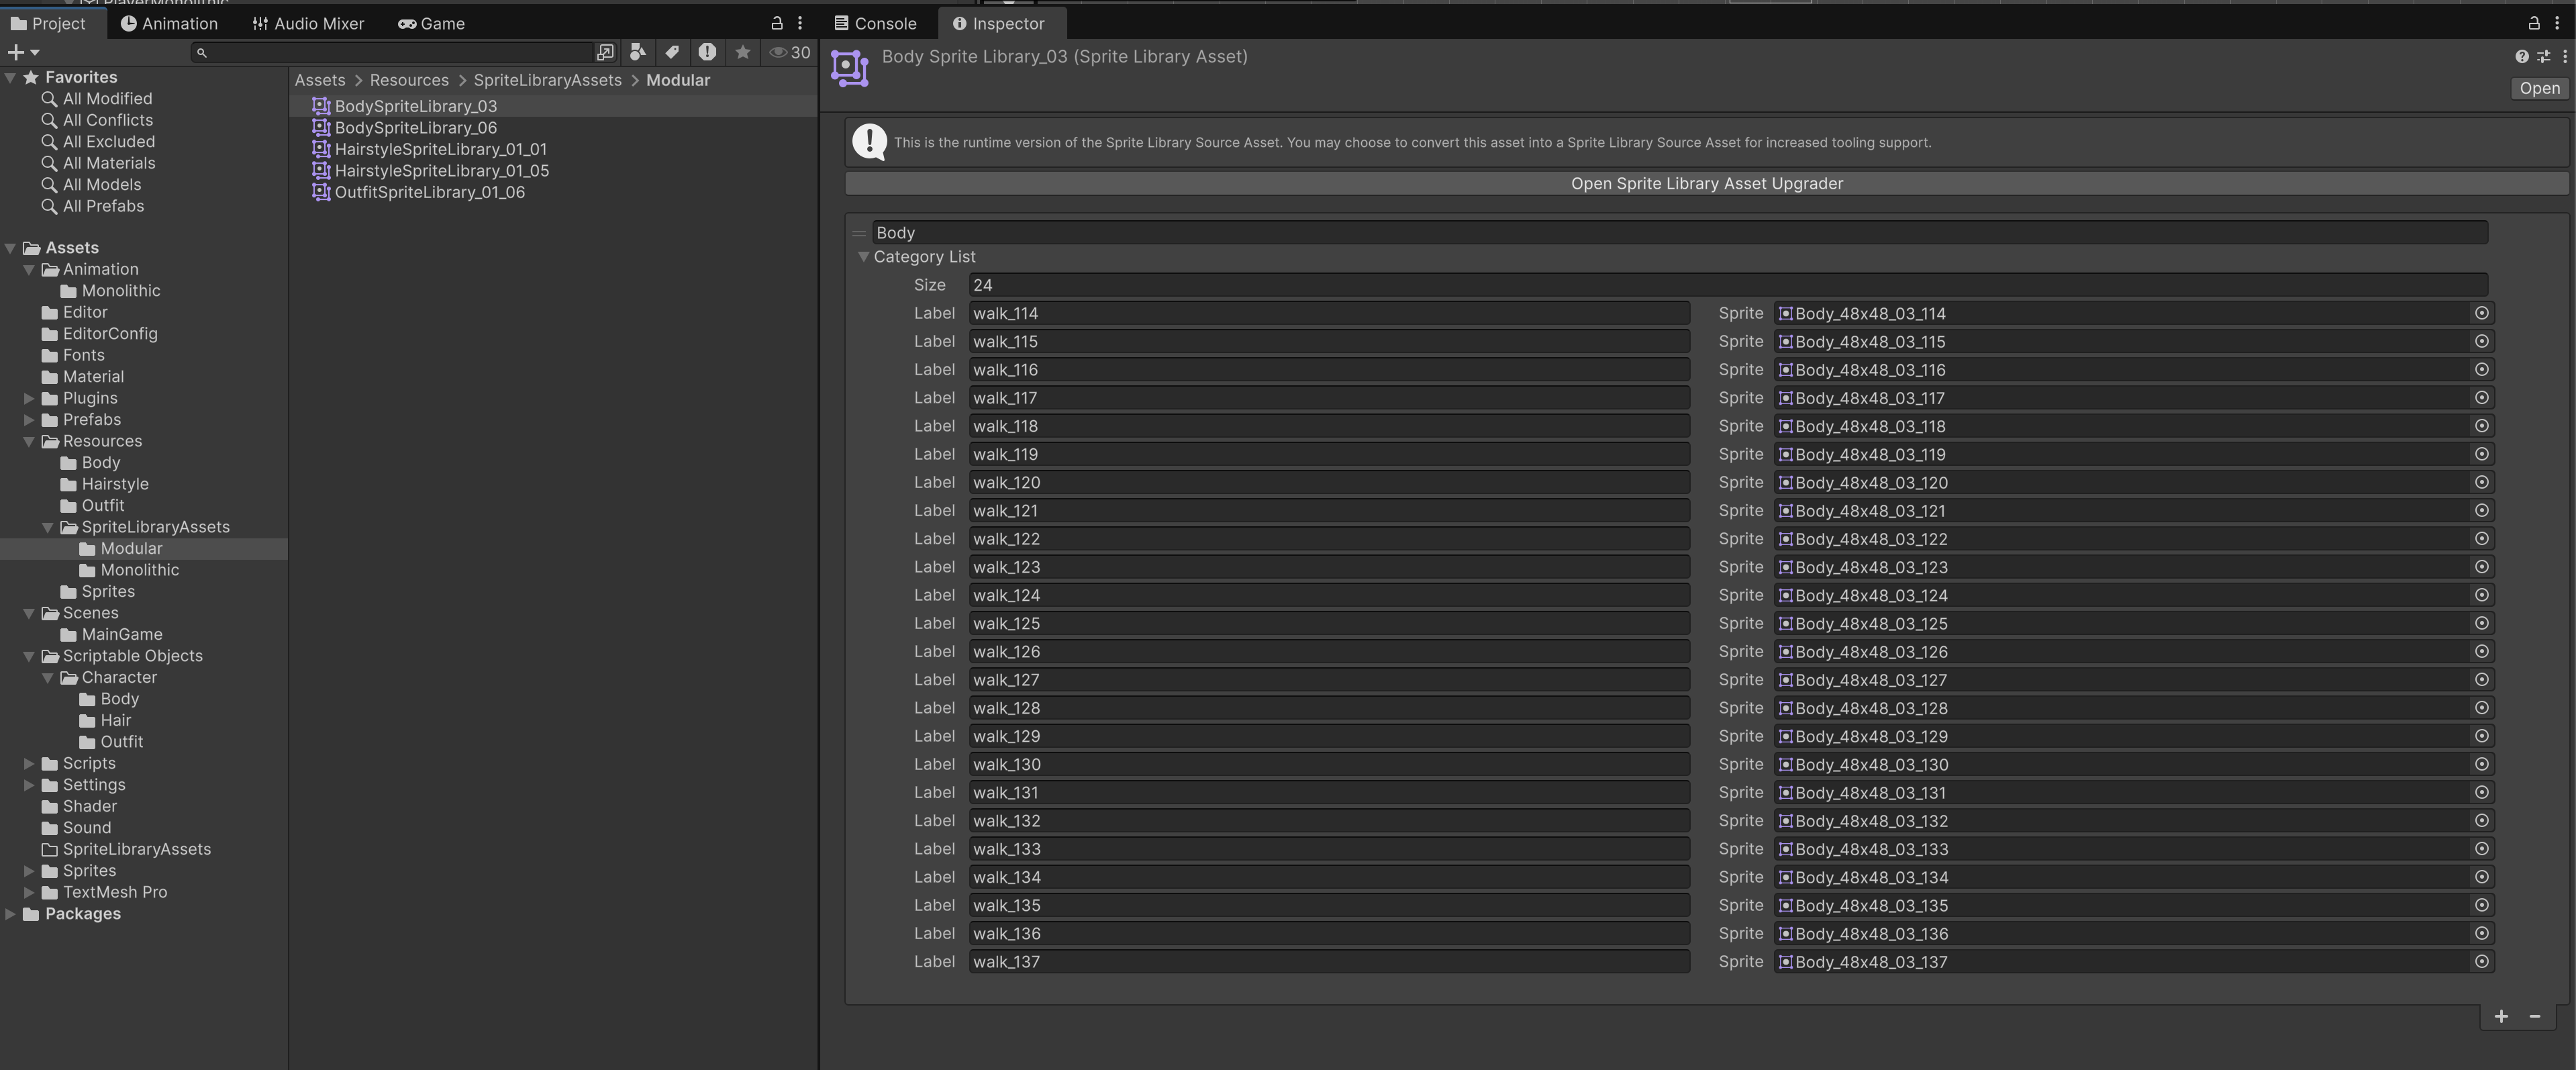 PlayerMonolithic
Project
Animation
Audio Mixer
Game
30
Favorites
All Modified
All Conflicts
All Excluded
All Materials
All Models
All Prefabs
Assets
Animation
Monolithic
Editor
EditorConfig
Fonts
Material
Plugins
Prefabs
Resources
Body
Hairstyle
Outfit
SpriteLibraryAssets
Modular
Monolithic
Sprites
Scenes
MainGame
Scriptable Objects
Character
Body
Hair
Outfit
Scripts
Settings
Shader
Sound
SpriteLibraryAssets
Sprites
TextMesh Pro
Packages
Assets > Resources > SpriteLibraryAssets > Modular
BodySpriteLibrary_03
BodySpriteLibrary_06
HairstyleSpriteLibrary_01_01
HairstyleSpriteLibrary_01_05
OutfitSpriteLibrary_01_06
Console
Inspector
Body Sprite Library_03 (Sprite Library Asset)
Open
This is the runtime version of the Sprite Library Source Asset. You may choose to convert this asset into a Sprite Library Source Asset for increased tooling support.
Open Sprite Library Asset Upgrader
Body
Category List
Size 24
Label walk_114 Sprite Body_48x48_03_114
Label walk_115 Sprite Body_48x48_03_115
Label walk_116 Sprite Body_48x48_03_116
Label walk_117 Sprite Body_48x48_03_117
Label walk_118 Sprite Body_48x48_03_118
Label walk_119 Sprite Body_48x48_03_119
Label walk_120 Sprite Body_48x48_03_120
Label walk_121 Sprite Body_48x48_03_121
Label walk_122 Sprite Body_48x48_03_122
Label walk_123 Sprite Body_48x48_03_123
Label walk_124 Sprite Body_48x48_03_124
Label walk_125 Sprite Body_48x48_03_125
Label walk_126 Sprite Body_48x48_03_126
Label walk_127 Sprite Body_48x48_03_127
Label walk_128 Sprite Body_48x48_03_128
Label walk_129 Sprite Body_48x48_03_129
Label walk_130 Sprite Body_48x48_03_130
Label walk_131 Sprite Body_48x48_03_131
Label walk_132 Sprite Body_48x48_03_132
Label walk_133 Sprite Body_48x48_03_133
Label walk_134 Sprite Body_48x48_03_134
Label walk_135 Sprite Body_48x48_03_135
Label walk_136 Sprite Body_48x48_03_136
Label walk_137 Sprite Body_48x48_03_137